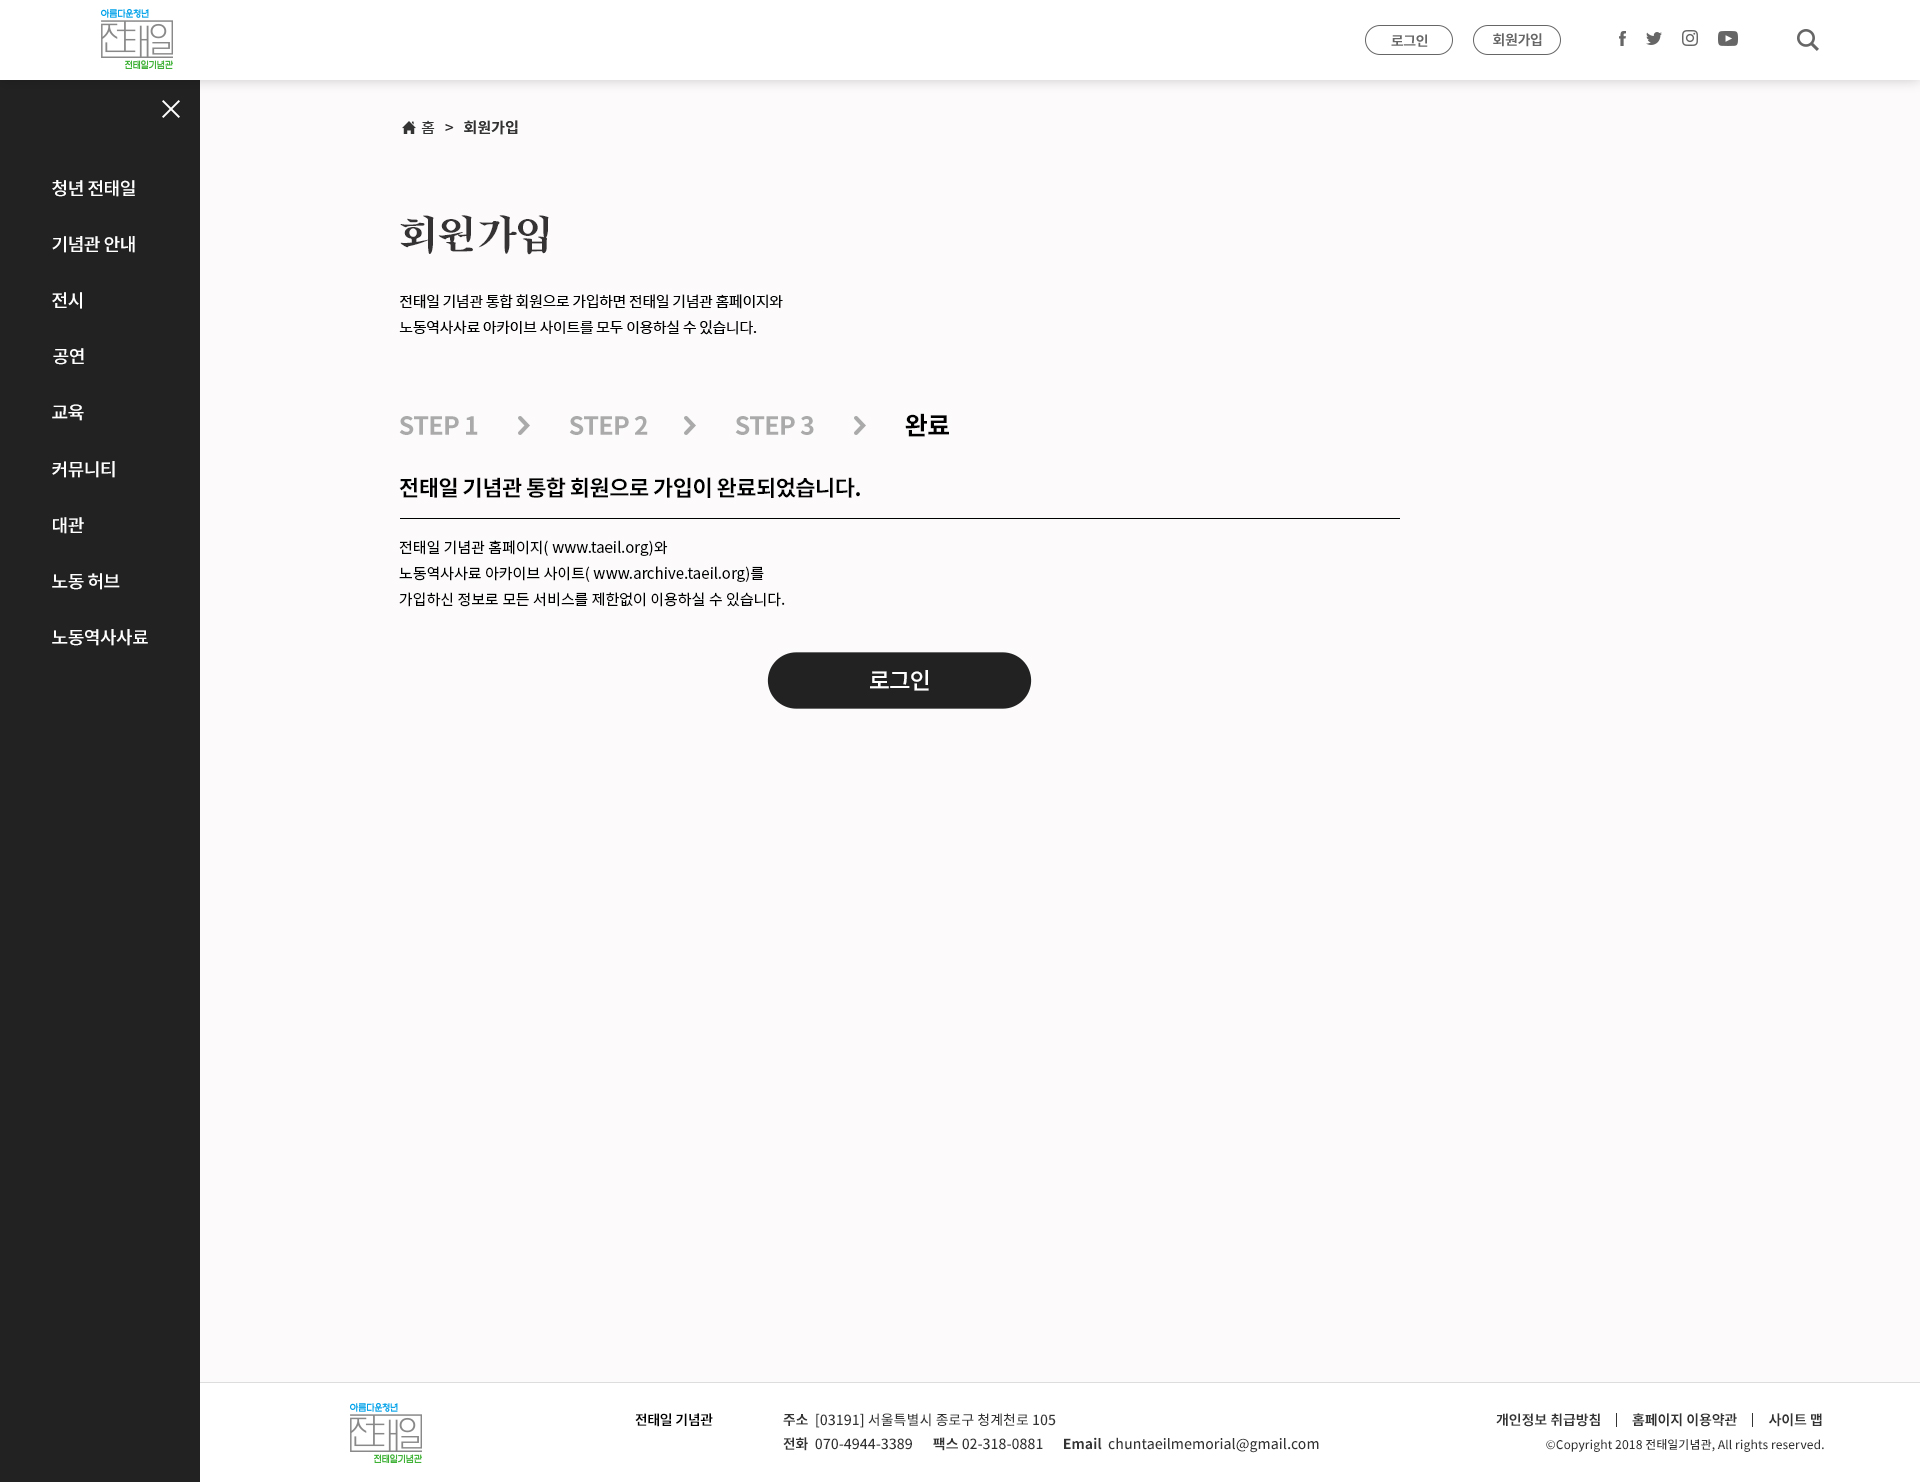 아름다운청년
전태일
전태일기념관
로그인
회원가입
홈 > 회원가입
청년 전태일
기념관 안내
전시
공연
교육
커뮤니티
대관
노동 허브
노동역사사료
회원가입
전태일 기념관 통합 회원으로 가입하면 전태일 기념관 홈페이지와
노동역사사료 아카이브 사이트를 모두 이용하실 수 있습니다.
STEP 1 > STEP 2 > STEP 3 > 완료
전태일 기념관 통합 회원으로 가입이 완료되었습니다.
전태일 기념관 홈페이지( www.taeil.org)와
노동역사사료 아카이브 사이트( www.archive.taeil.org)를
가입하신 정보로 모든 서비스를 제한없이 이용하실 수 있습니다.
로그인
아름다운청년
전태일
전태일기념관
전태일 기념관
주소 [03191] 서울특별시 종로구 청계천로 105
전화 070-4944-3389 팩스 02-318-0881 Email chuntaeilmemorial@gmail.com
개인정보 취급방침 | 홈페이지 이용약관 | 사이트 맵
©Copyright 2018 전태일기념관, All rights reserved.